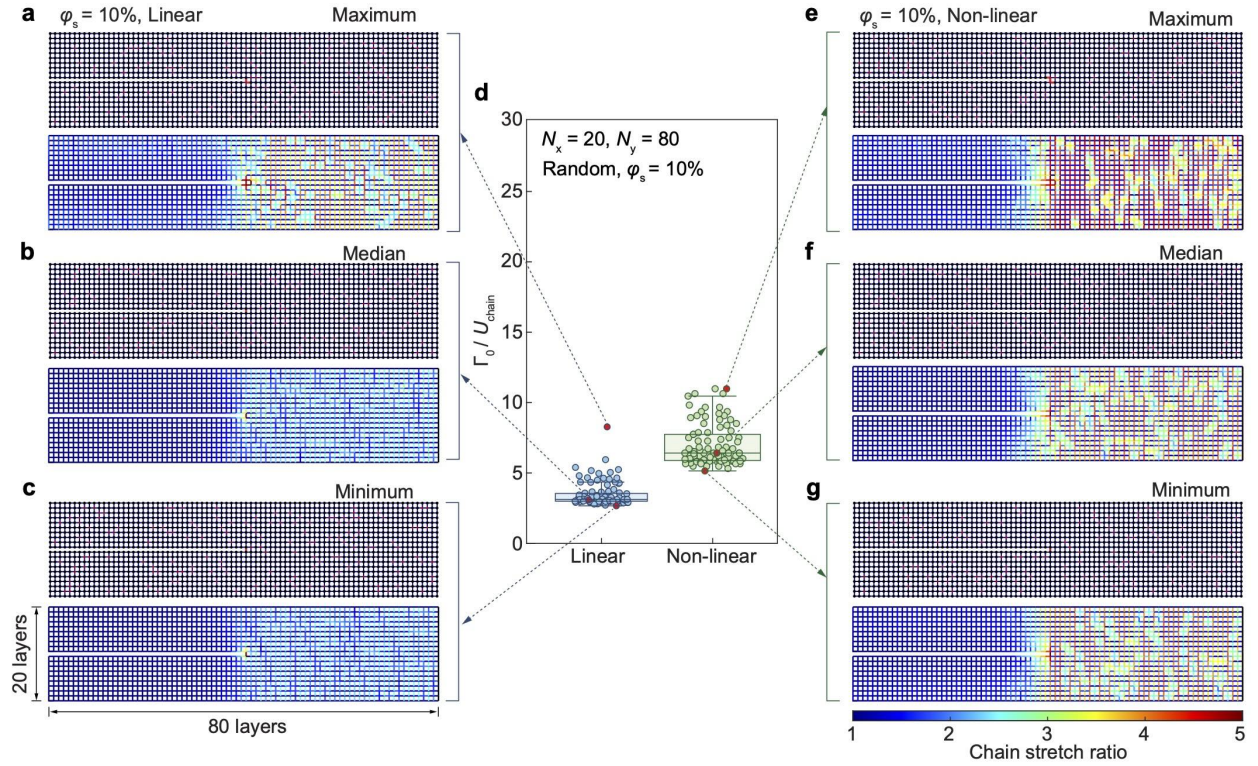 a
φs = 10%, Linear
Maximum
b
Median
c
Minimum
20 layers
80 layers
d
Nx = 20, Ny = 80
Random, φs = 10%
30
25
20
15
10
5
0
Γ0 / Uchain
Linear
Non-linear
e
φs = 10%, Non-linear
Maximum
f
Median
g
Minimum
1
2
3
4
5
Chain stretch ratio